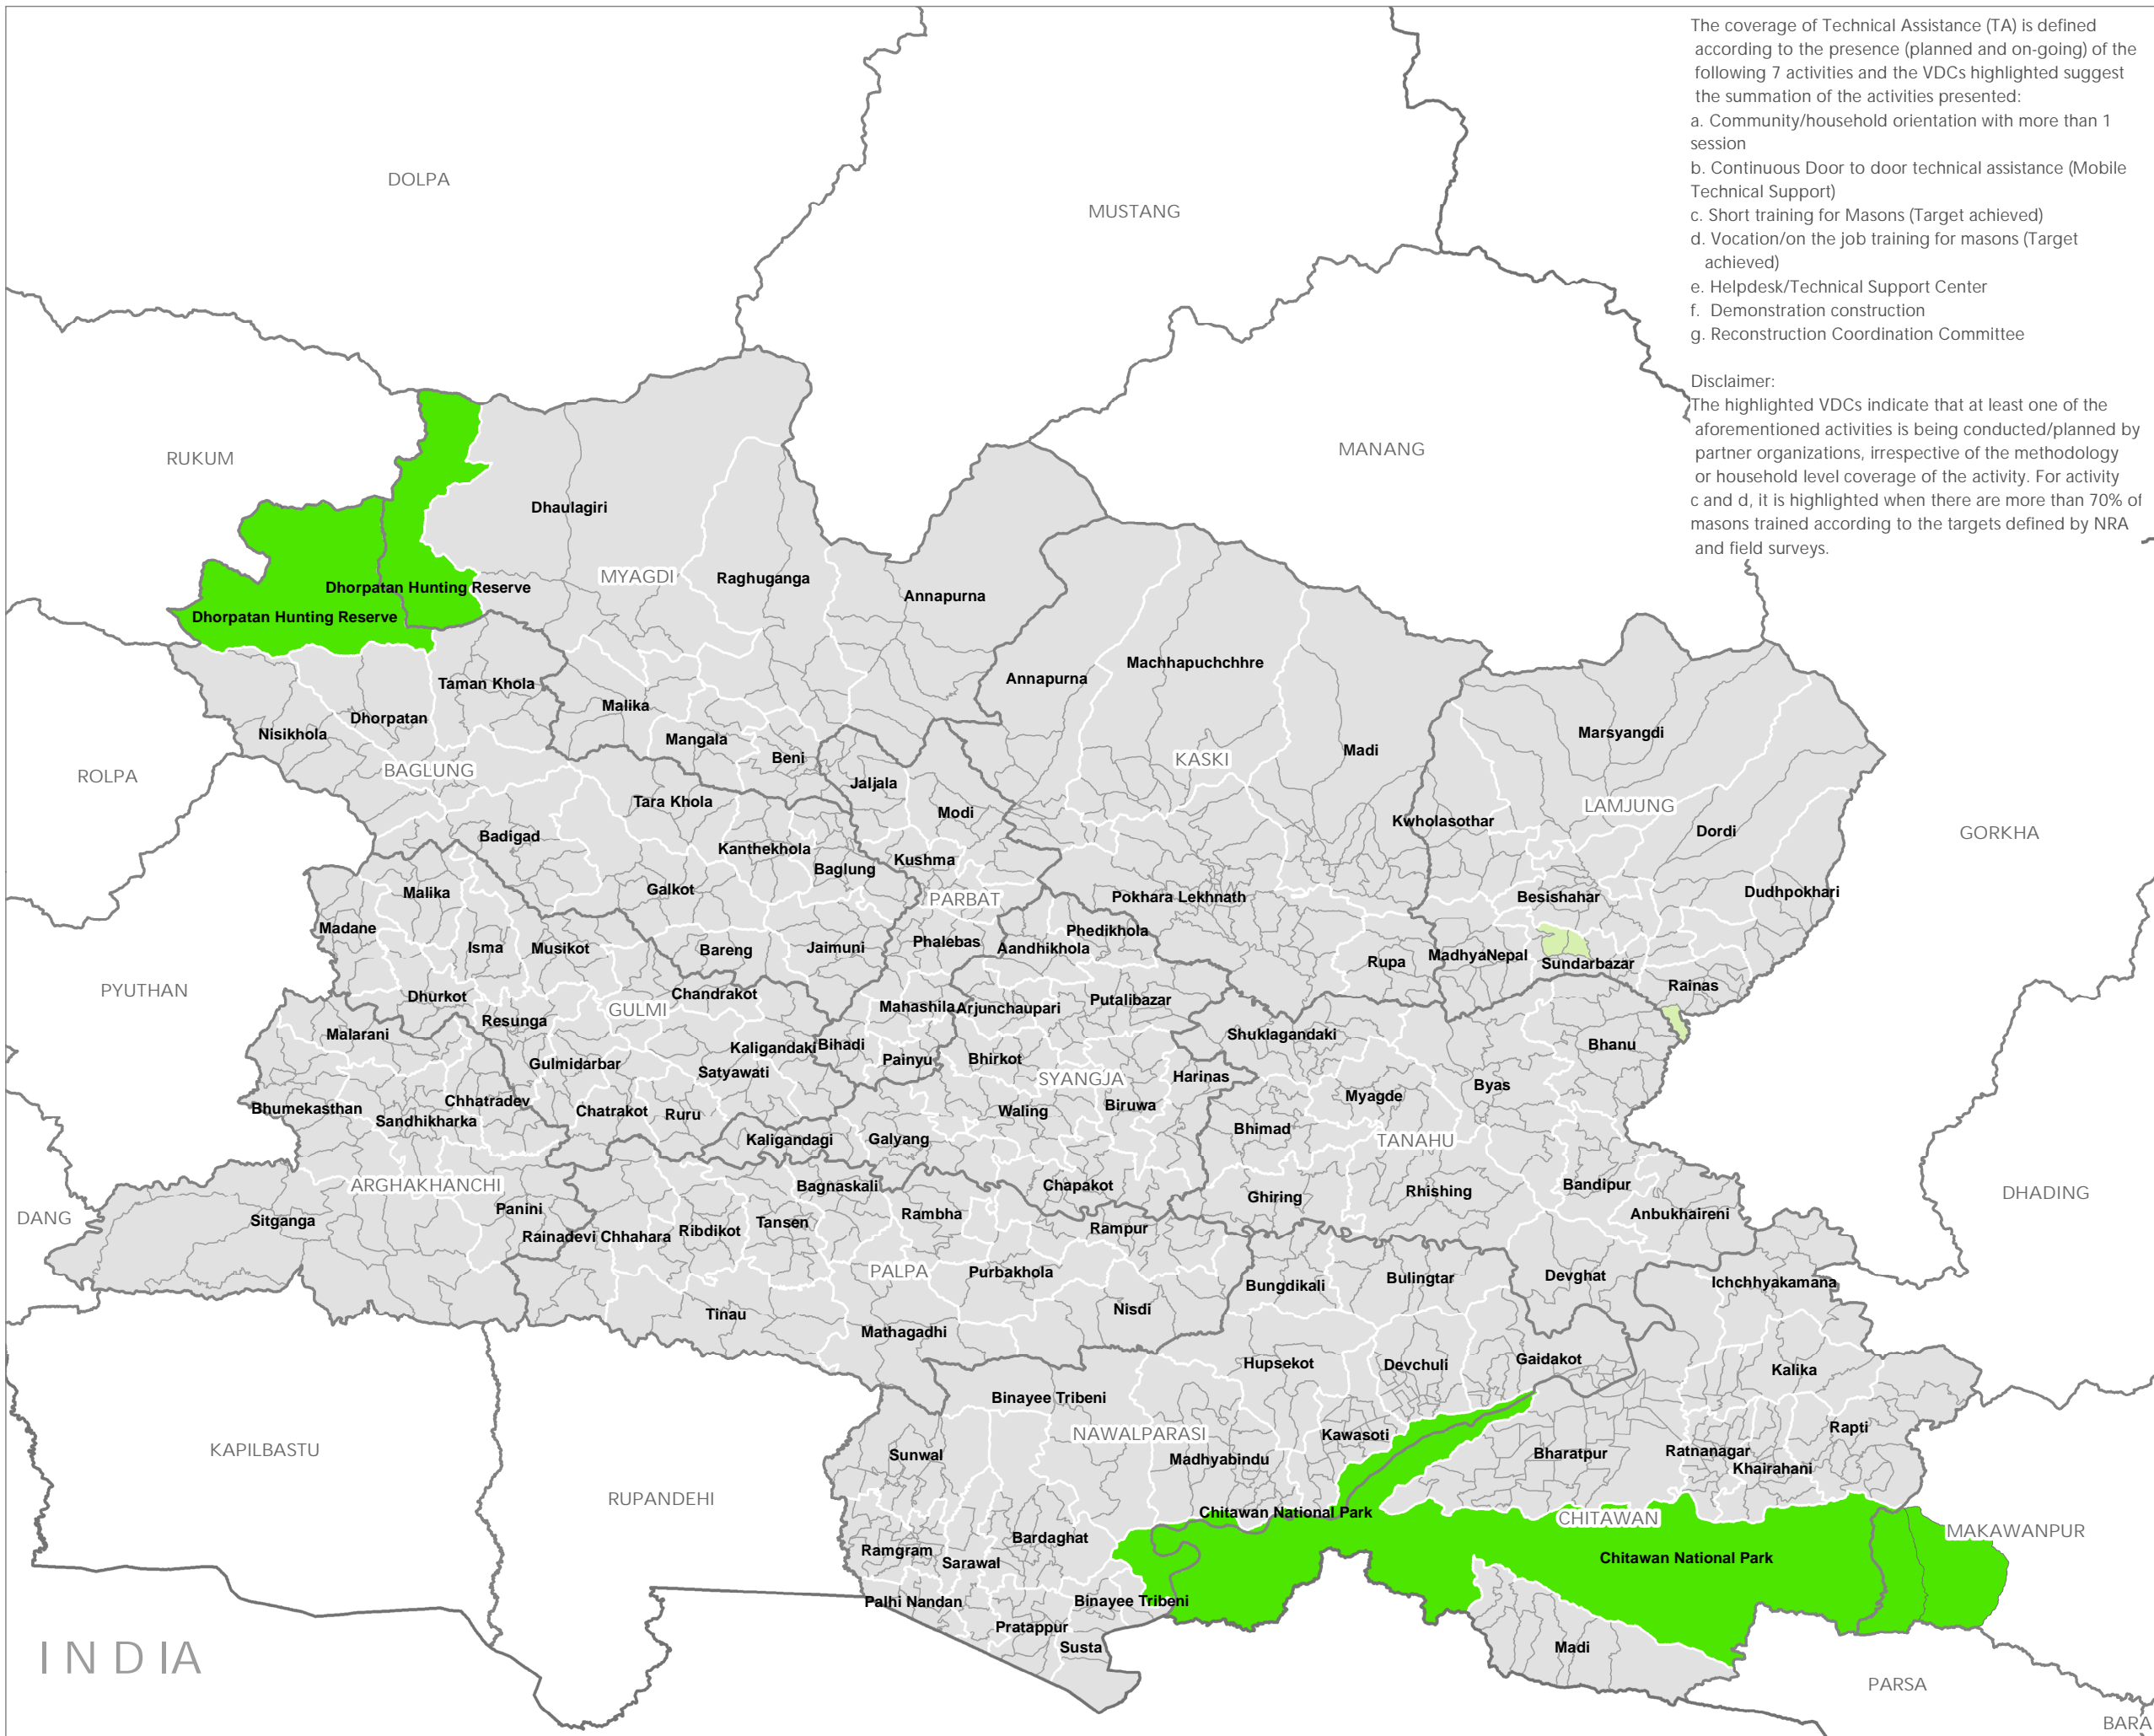 The coverage of Technical Assistance (TA) is defined
according to the presence (planned and on-going) of the
following 7 activities and the VDCs highlighted suggest
the summation of the activities presented:
a. Community/household orientation with more than 1
session
b. Continuous Door to door technical assistance (Mobile
Technical Support)
c. Short training for Masons (Target achieved)
d. Vocation/on the job training for masons (Target
achieved)
e. Helpdesk/Technical Support Center
f. Demonstration construction
g. Reconstruction Coordination Committee
Disclaimer:
The highlighted VDCs indicate that at least one of the
aforementioned activities is being conducted/planned by
partner organizations, irrespective of the methodology
or household level coverage of the activity. For activity
c and d, it is highlighted when there are more than 70% of
masons trained according to the targets defined by NRA
and field surveys.
DOLPA
MUSTANG
MANANG
RUKUM
Dhaulagiri
MYAGDI
Raghuganga
Annapurna
Dhorpatan Hunting Reserve
Dhorpatan Hunting Reserve
Machhapuchchhre
Annapurna
Taman Khola
Malika
Dhorpatan
Nisikhola
Mangala
Beni
Madi
Marsyangdi
KASKI
BAGLUNG
ROLPA
Jaljala
Tara Khola
Modi
LAMJUNG
Kwholasothar
Dordi
GORKHA
Badigad
Kanthekhola
Kushma
Baglung
Galkot
Malika
PARBAT
Pokhara Lekhnath
Besishahar
Dudhpokhari
Madane
Isma
Musikot
Bareng
Jaimuni
Phalebas
Aandhikhola
Phedikhola
Rupa
MadhyaNepal
Sundarbazar
Rainas
PYUTHAN
Dhurkot
Chandrakot
Resunga
GULMI
Mahashila
Arjunchaupari
Putalibazar
Malarani
Gulmidarbar
Kaligandaki
Bihadi
Satyawati
Painyu
Bhirkot
SYANGJA
Harinas
Shuklagandaki
Bhanu
Byas
Myagde
Bhumekasthan
Sandhikharka
Chhatradev
Chatrakot
Ruru
Waling
Biruwa
Bhimad
TANAHU
Kaligandagi
Galyang
ARGHAKHANCHI
Bagnaskali
Chapakot
Ghiring
Rhishing
Bandipur
DHADING
DANG
Sitganga
Panini
Rainadevi Chhahara
Ribdikot
Tansen
Rambha
Rampur
Anbukhaireni
PALPA
Purbakhola
Bungdikali
Bulingtar
Devghat
Ichchhyakamana
Tinau
Nisdi
Mathagadhi
Hupsekot
Devchuli
Gaidakot
Kalika
Binayee Tribeni
NAWALPARASI
Kawasoti
Rapti
KAPILBASTU
Sunwal
Madhyabindu
Bharatpur
Ratnanagar
Khairahani
RUPANDEHI
Chitawan National Park
CHITAWAN
MAKAWANPUR
Bardaghat
Ramgram
Sarawal
Chitawan National Park
Palhi Nandan
Binayee Tribeni
Pratappur
Susta
Madi
INDIA
PARSA
BARA